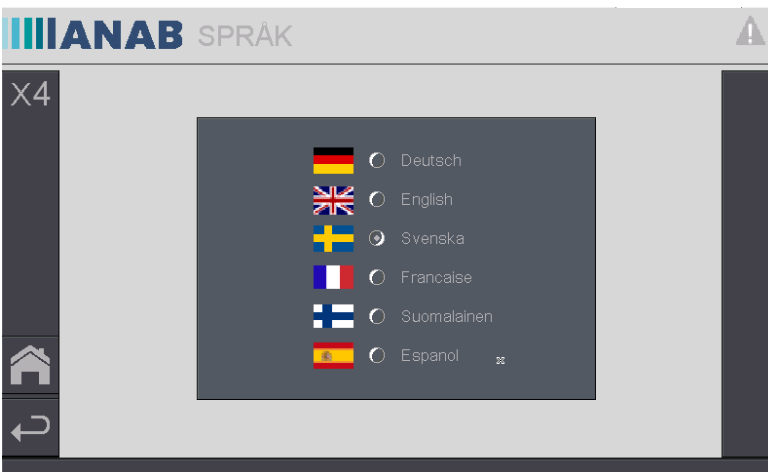 ANAB SPRÅK
X4
Deutsch
English
Svenska
Francaise
Suomalainen
Espanol